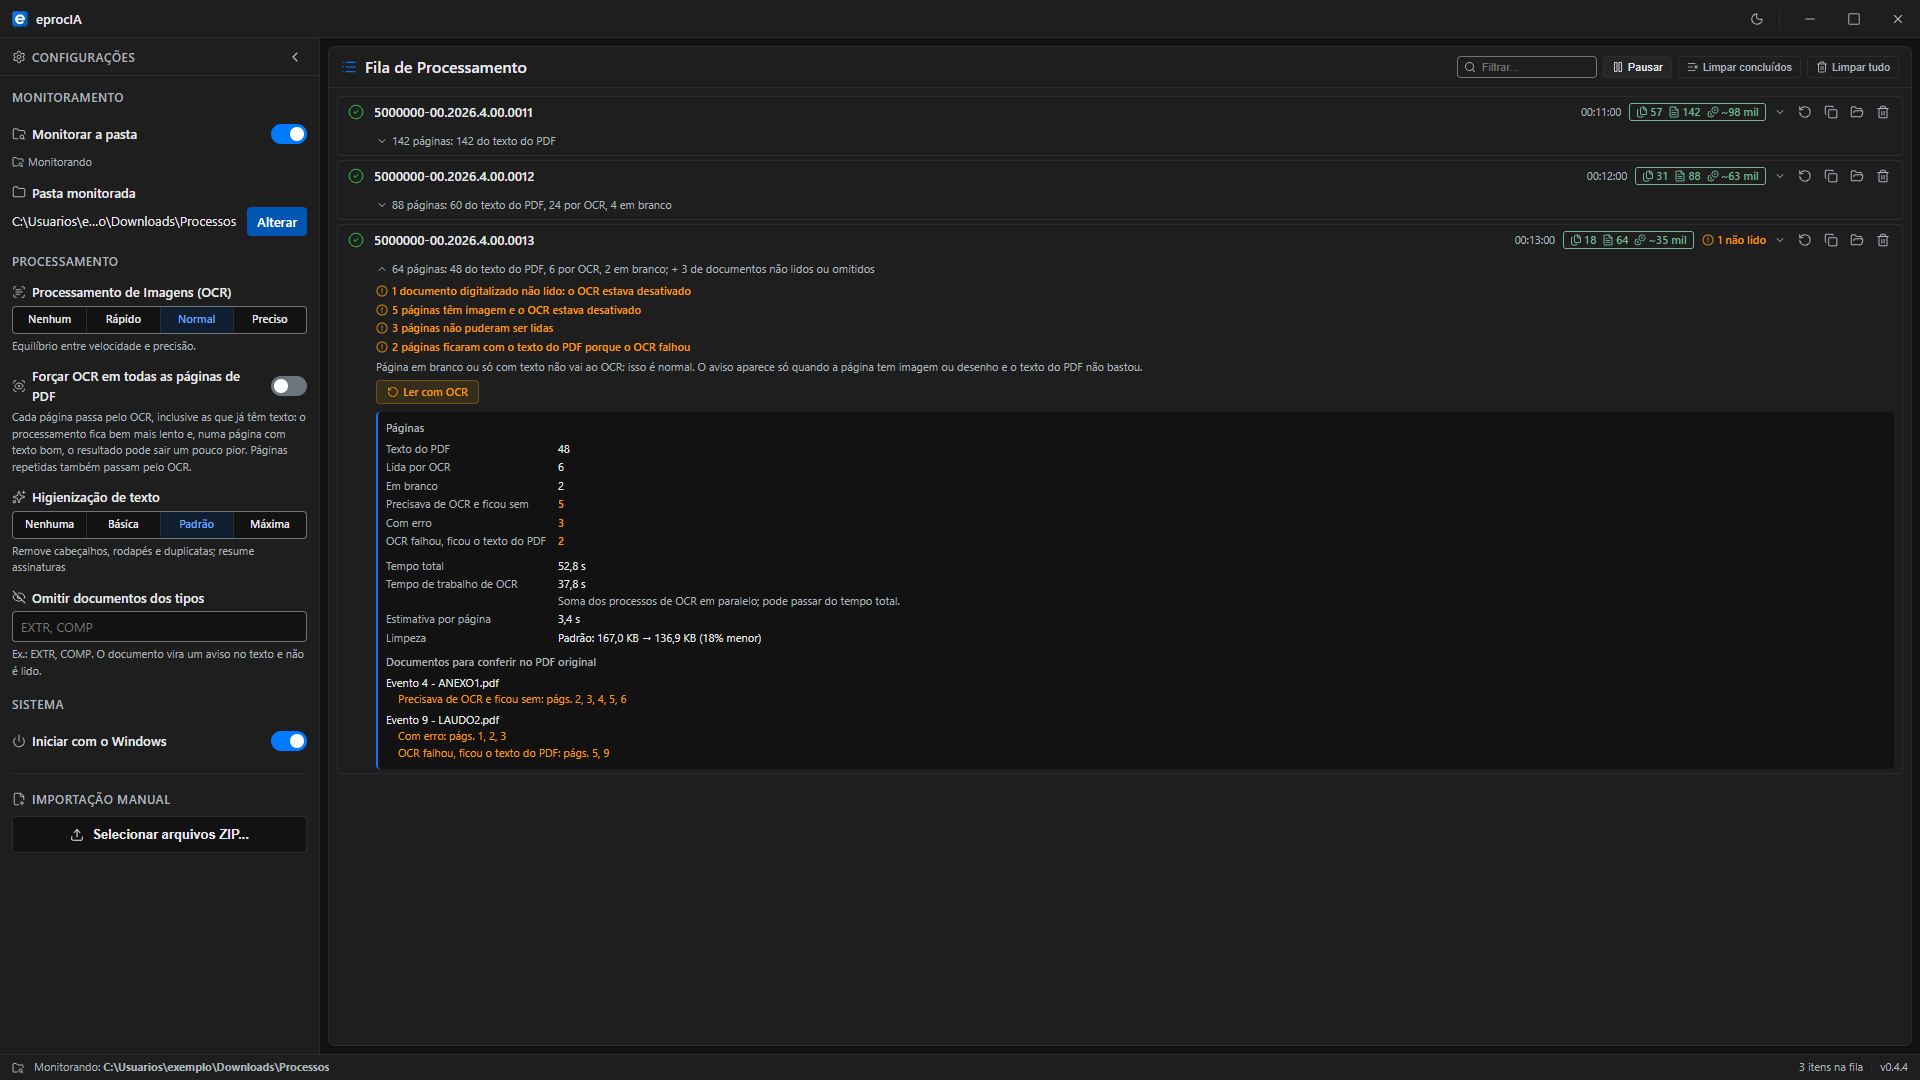 eprocIA
CONFIGURAÇÕES
MONITORAMENTO
Monitorar a pasta
Monitorando
Pasta monitorada
C:\Usuarios\e...o\Downloads\Processos
Alterar
PROCESSAMENTO
Processamento de Imagens (OCR)
Nenhum Rápido Normal Preciso
Equilíbrio entre velocidade e precisão.
Forçar OCR em todas as páginas de
PDF
Cada página passa pelo OCR, inclusive as que já têm texto: o
processamento fica bem mais lento e, numa página com
texto bom, o resultado pode sair um pouco pior. Páginas
repetidas também passam pelo OCR.
Higienização de texto
Nenhuma Básica Padrão Máxima
Remove cabeçalhos, rodapés e duplicatas; resume
assinaturas
Omitir documentos dos tipos
EXTR, COMP
Ex.: EXTR, COMP. O documento vira um aviso no texto e não
é lido.
SISTEMA
Iniciar com o Windows
IMPORTAÇÃO MANUAL
Selecionar arquivos ZIP...
Fila de Processamento
Filtrar... Pausar Limpar concluídos Limpar tudo
5000000-00.2026.4.00.0011 00:11:00 57 142 ~98 mil
142 páginas: 142 do texto do PDF
5000000-00.2026.4.00.0012 00:12:00 31 88 ~63 mil
88 páginas: 60 do texto do PDF, 24 por OCR, 4 em branco
5000000-00.2026.4.00.0013 00:13:00 18 64 ~35 mil 1 não lido
64 páginas: 48 do texto do PDF, 6 por OCR, 2 em branco; + 3 de documentos não lidos ou omitidos
1 documento digitalizado não lido: o OCR estava desativado
5 páginas têm imagem e o OCR estava desativado
3 páginas não puderam ser lidas
2 páginas ficaram com o texto do PDF porque o OCR falhou
Página em branco ou só com texto não vai ao OCR: isso é normal. O aviso aparece só quando a página tem imagem ou desenho e o texto do PDF não bastou.
Ler com OCR
Páginas
Texto do PDF 48
Lida por OCR 6
Em branco 2
Precisava de OCR e ficou sem 5
Com erro 3
OCR falhou, ficou o texto do PDF 2
Tempo total 52,8 s
Tempo de trabalho de OCR 37,8 s
Soma dos processos de OCR em paralelo; pode passar do tempo total.
Estimativa por página 3,4 s
Limpeza Padrão: 167,0 KB → 136,9 KB (18% menor)
Documentos para conferir no PDF original
Evento 4 - ANEXO1.pdf
Precisava de OCR e ficou sem: págs. 2, 3, 4, 5, 6
Evento 9 - LAUDO2.pdf
Com erro: págs. 1, 2, 3
OCR falhou, ficou o texto do PDF: págs. 5, 9
Monitorando: C:\Usuarios\exemplo\Downloads\Processos
3 itens na fila v0.4.4